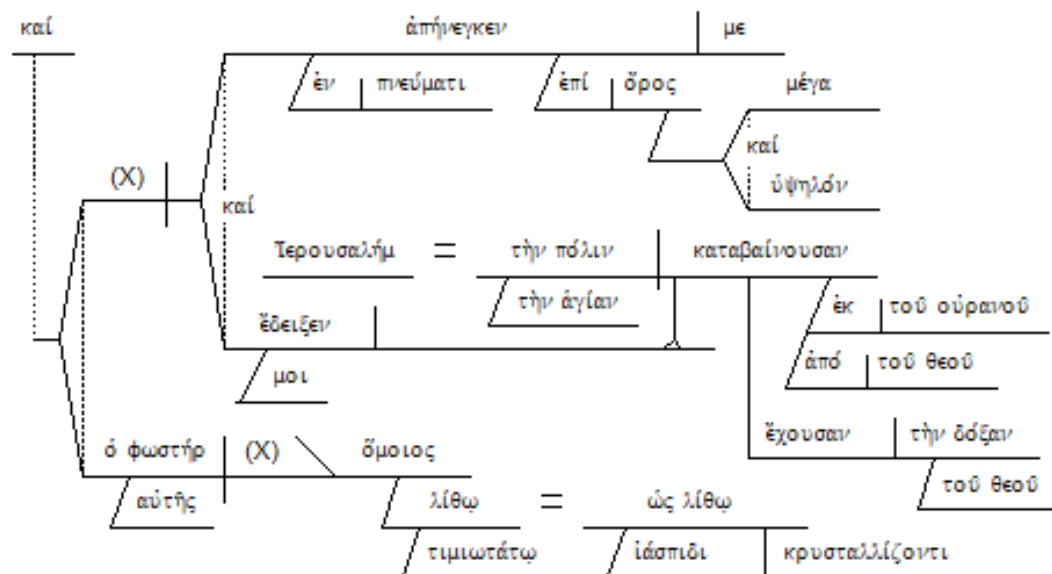 καί ἀπήνεγκεν με
ἐν πνεύματι ἐπί ὄρος μέγα
(X) καί καί
ὑψηλόν
Ἰερουσαλήμ = τὴν πόλιν καταβαίνουσαν
τὴν ἁγίαν ἐκ τοῦ οὐρανοῦ
ἔδειξεν
μοι ἀπό τοῦ θεοῦ
ὁ φωστήρ (X) ὅμοιος ἔχουσαν τὴν δόξαν
αὐτῆς λίθῳ = ὡς λίθῳ τοῦ θεοῦ
τιμιωτάτῳ ἰάσπιδι κρυσταλλίζοντι